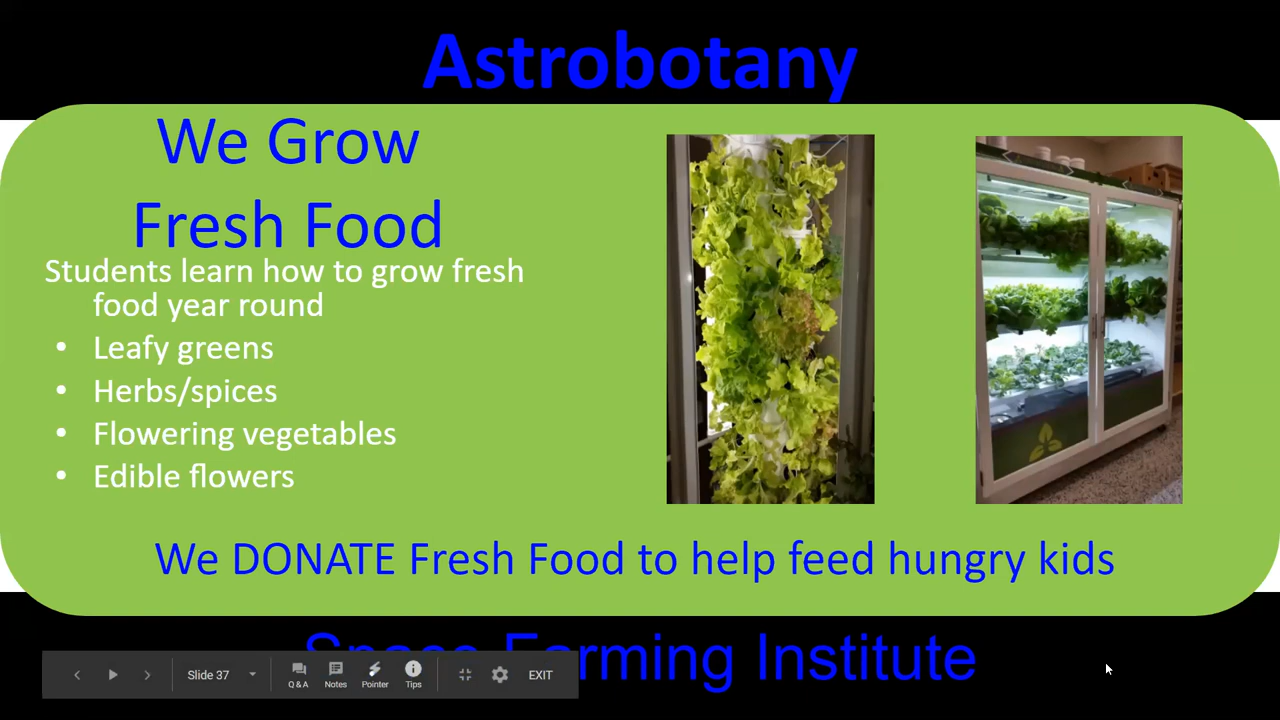 Astrobotany
We Grow
Fresh Food
Students learn how to grow fresh
food year round
• Leafy greens
• Herbs/spices
• Flowering vegetables
• Edible flowers
We DONATE Fresh Food to help feed hungry kids
Space Farming Institute
Slide 37
Q & A
Notes
Pointer
Tips
EXIT